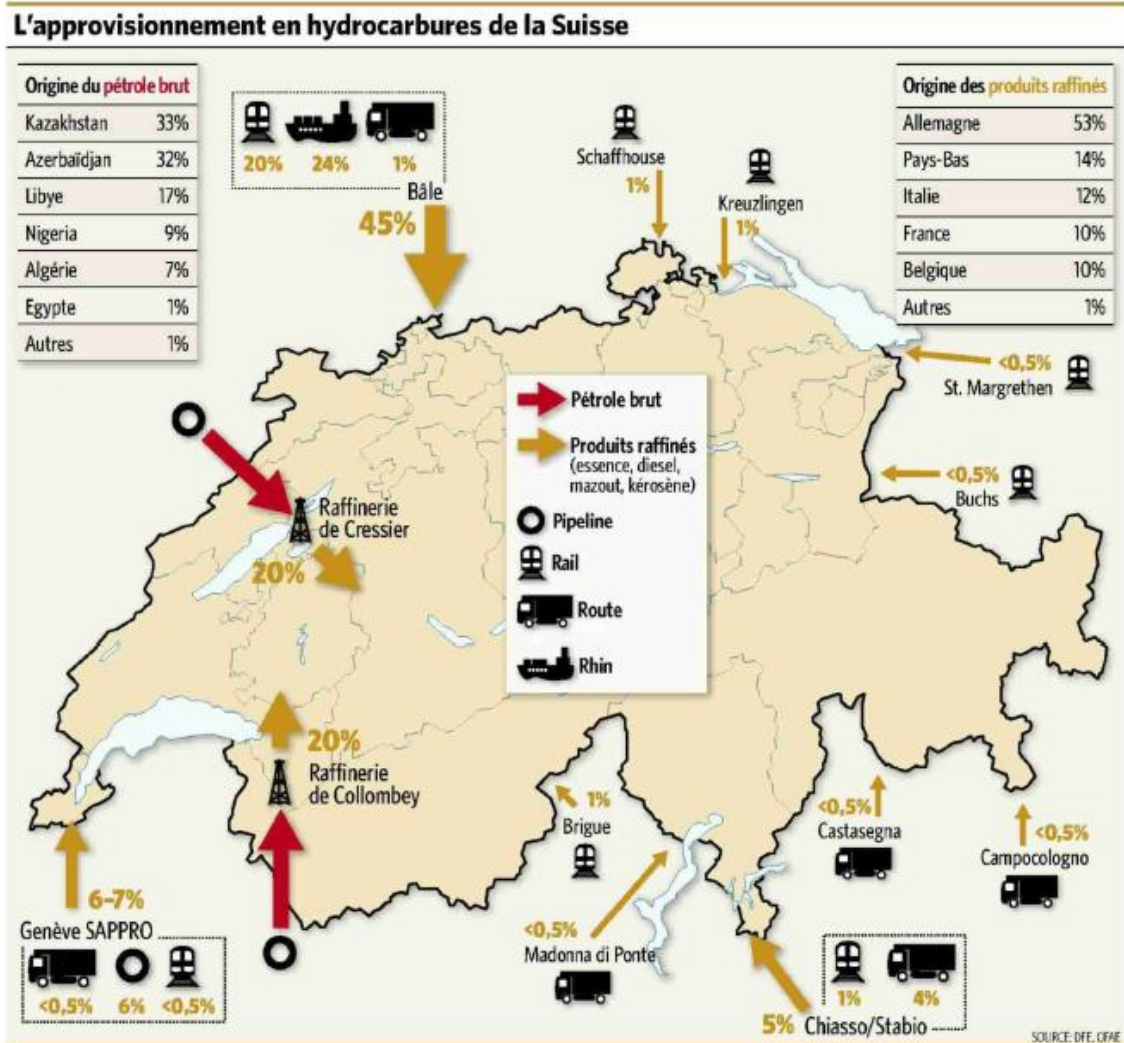 L'approvisionnement en hydrocarbures de la Suisse
Origine du pétrole brut
Kazakhstan 33%
Azerbaïdjan 32%
Libye 17%
Nigeria 9%
Algérie 7%
Egypte 1%
Autres 1%
20% 24% 1%
Bâle
45%
Schaffhouse
1%
Kreuzlingen
1%
Origine des produits raffinés
Allemagne 53%
Pays-Bas 14%
Italie 12%
France 10%
Belgique 10%
Autres 1%
<0,5%
St. Margrethen
<0,5%
Buchs
Pétrole brut
Produits raffinés
(essence, diesel,
mazout, kérosène)
Pipeline
Rail
Route
Rhin
Raffinerie
de Cressier
20%
20%
Raffinerie
de Collombey
6-7%
Genève SAPPRO
<0,5% 6% <0,5%
1%
Brigue
<0,5%
Madonna di Ponte
<0,5%
Castasegna
<0,5%
Campocologno
1% 4%
5% Chiasso/Stabio
SOURCE: DFE, OFAE